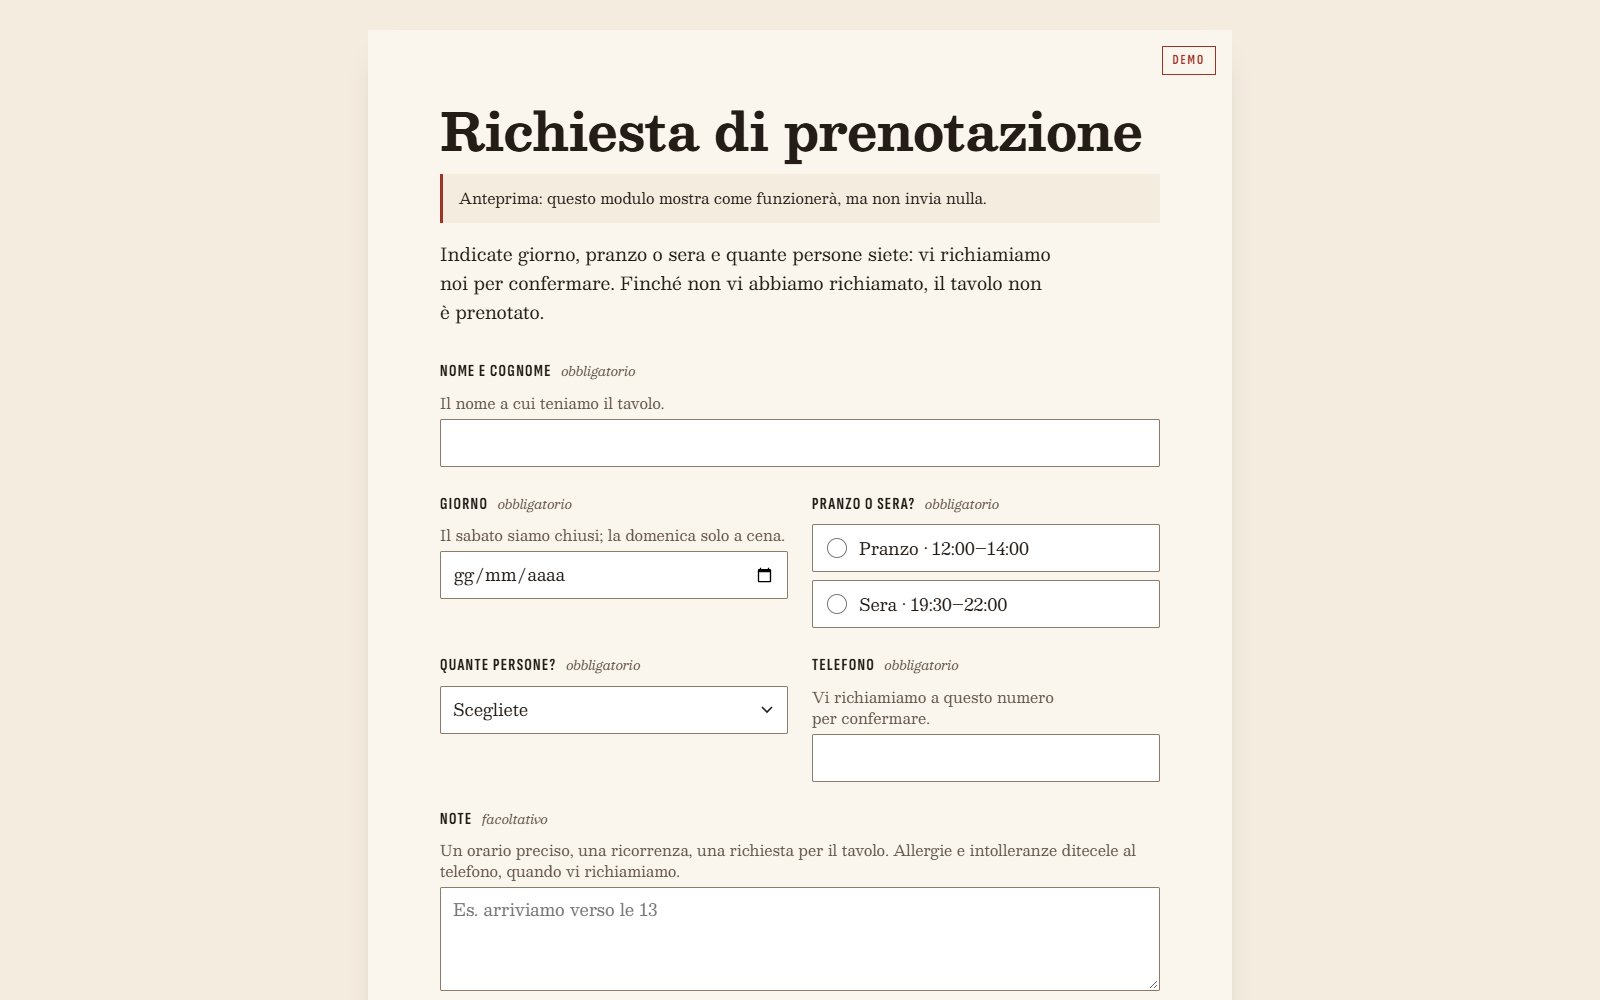 DEMO
Richiesta di prenotazione
Anteprima: questo modulo mostra come funzionerà, ma non invia nulla.
Indicate giorno, pranzo o sera e quante persone siete: vi richiamiamo
noi per confermare. Finché non vi abbiamo richiamato, il tavolo non
è prenotato.
NOME E COGNOME obbligatorio
Il nome a cui teniamo il tavolo.
GIORNO obbligatorio
Il sabato siamo chiusi; la domenica solo a cena.
gg/mm/aaaa
PRANZO O SERA? obbligatorio
Pranzo · 12:00–14:00
Sera · 19:30–22:00
QUANTE PERSONE? obbligatorio
Scegliete
TELEFONO obbligatorio
Vi richiamiamo a questo numero
per confermare.
NOTE facoltativo
Un orario preciso, una ricorrenza, una richiesta per il tavolo. Allergie e intolleranze ditecele al
telefono, quando vi richiamiamo.
Es. arriviamo verso le 13